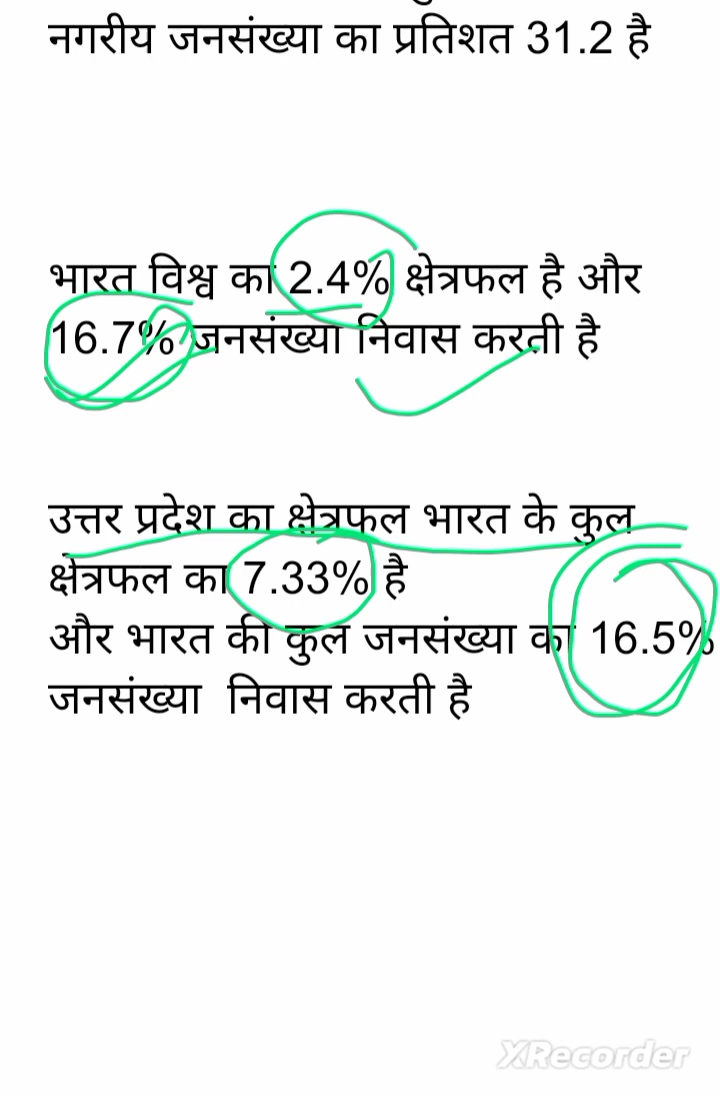 नगरीय जनसंख्या का प्रतिशत 31.2 है
भारत विश्व का 2.4% क्षेत्रफल है और
16.7% जनसंख्या निवास करती है
उत्तर प्रदेश का क्षेत्रफल भारत के कुल
क्षेत्रफल का 7.33% है
और भारत की कुल जनसंख्या का 16.5%
जनसंख्या निवास करती है
XRecorder